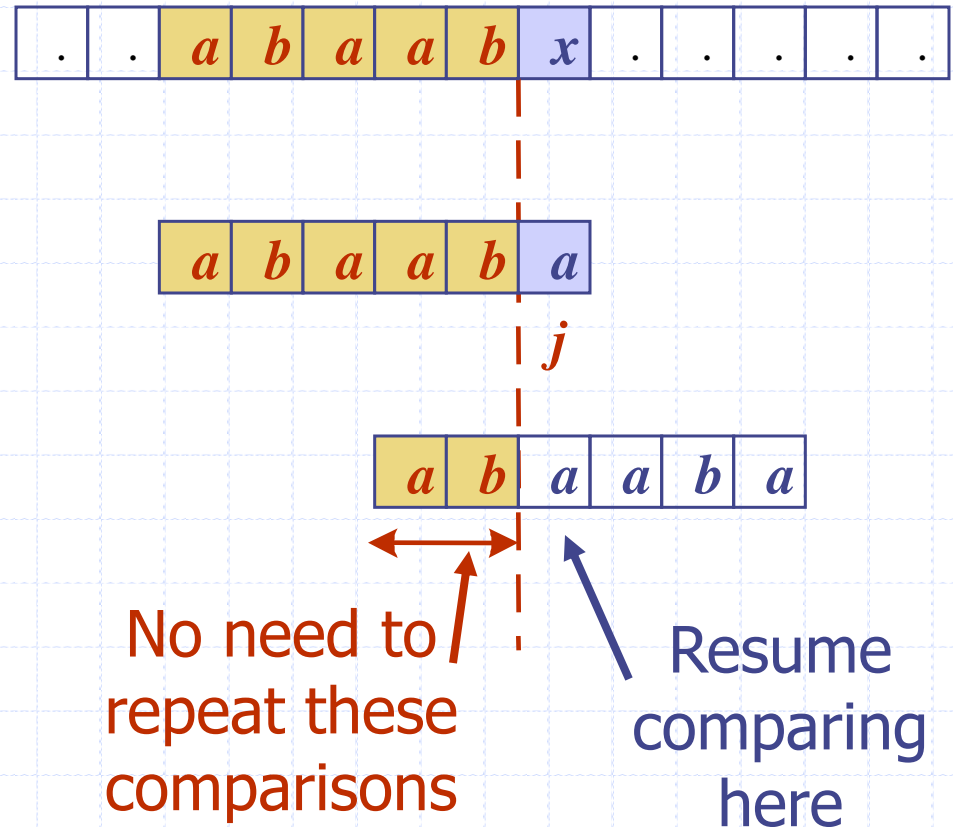 . . a b a a b x . . . . .
a b a a b a
j
a b a a b a
No need to
repeat these
comparisons
Resume
comparing
here